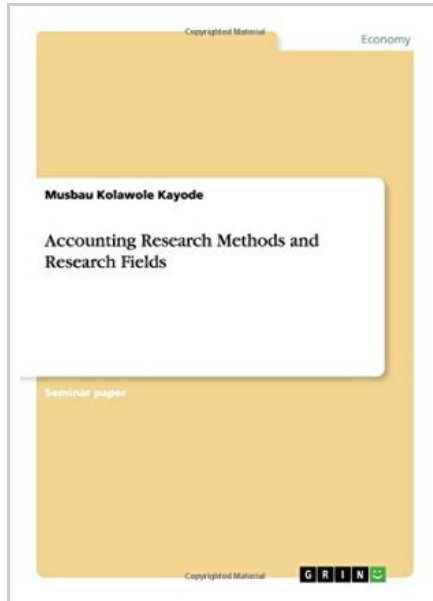 Copyrighted Material
Economy
Musbau Kolawole Kayode
Accounting Research Methods and
Research Fields
Seminar paper
Copyrighted Material
GRIN